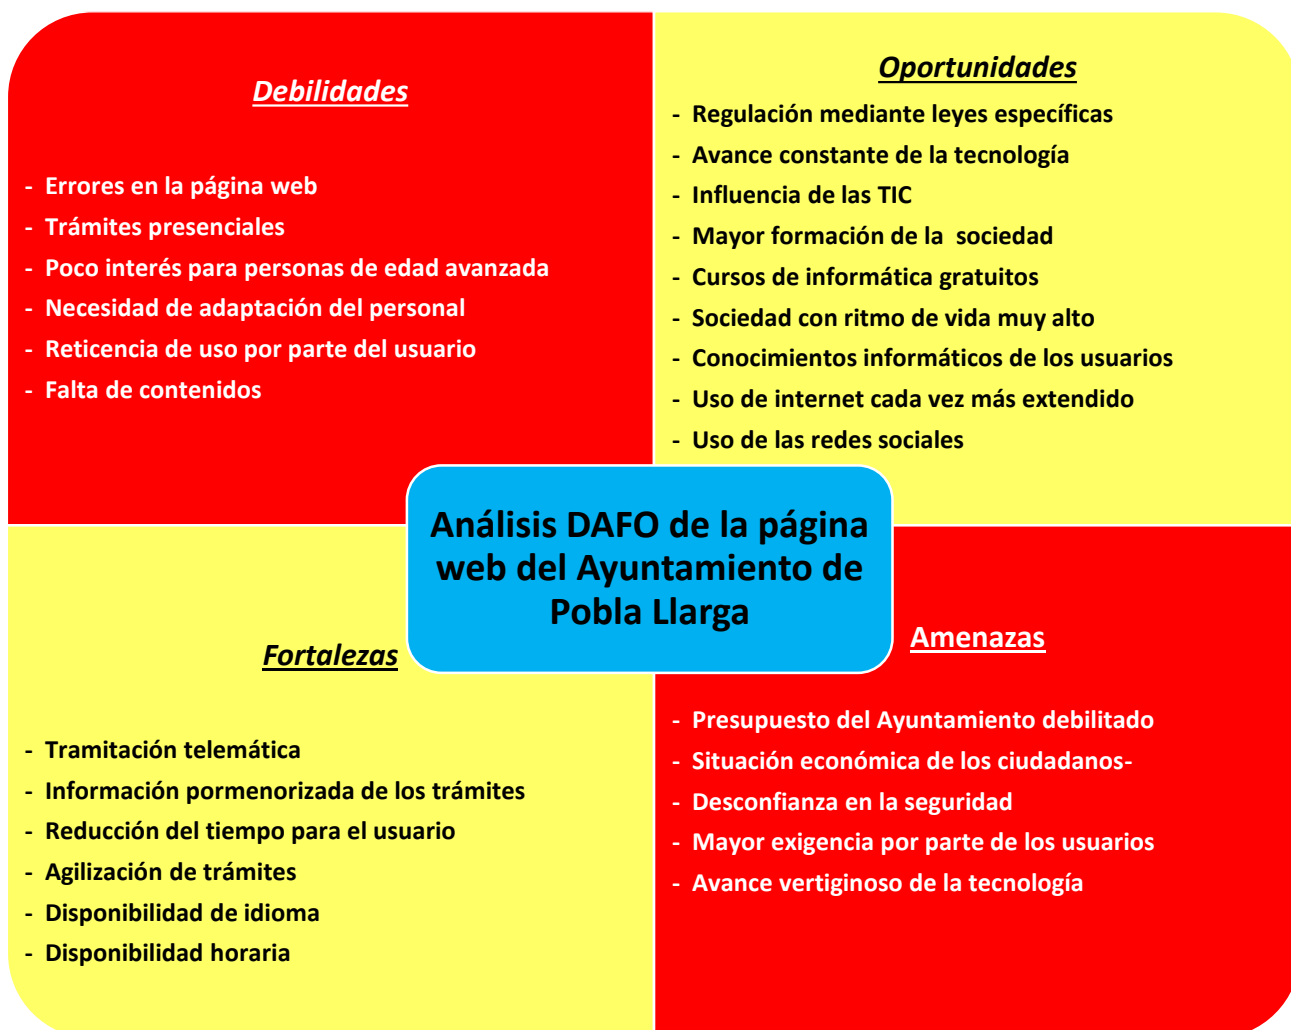 Debilidades
- Errores en la página web
- Trámites presenciales
- Poco interés para personas de edad avanzada
- Necesidad de adaptación del personal
- Reticencia de uso por parte del usuario
- Falta de contenidos
Oportunidades
- Regulación mediante leyes específicas
- Avance constante de la tecnología
- Influencia de las TIC
- Mayor formación de la sociedad
- Cursos de informática gratuitos
- Sociedad con ritmo de vida muy alto
- Conocimientos informáticos de los usuarios
- Uso de internet cada vez más extendido
- Uso de las redes sociales
Análisis DAFO de la página
web del Ayuntamiento de
Pobla Llarga
Fortalezas
- Tramitación telemática
- Información pormenorizada de los trámites
- Reducción del tiempo para el usuario
- Agilización de trámites
- Disponibilidad de idioma
- Disponibilidad horaria
Amenazas
- Presupuesto del Ayuntamiento debilitado
- Situación económica de los ciudadanos-
- Desconfianza en la seguridad
- Mayor exigencia por parte de los usuarios
- Avance vertiginoso de la tecnología